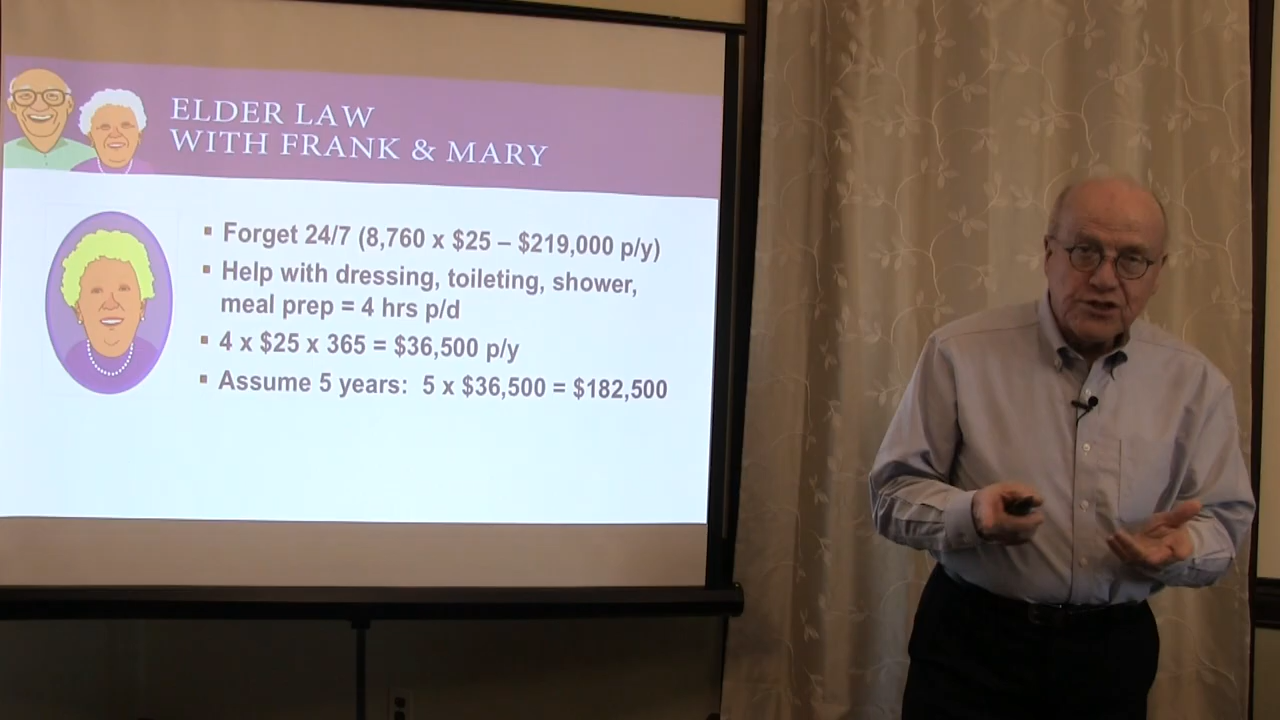 ELDER LAW
WITH FRANK & MARY
▪ Forget 24/7 (8,760 x $25 – $219,000 p/y)
▪ Help with dressing, toileting, shower,
meal prep = 4 hrs p/d
▪ 4 x $25 x 365 = $36,500 p/y
▪ Assume 5 years:  5 x $36,500 = $182,500